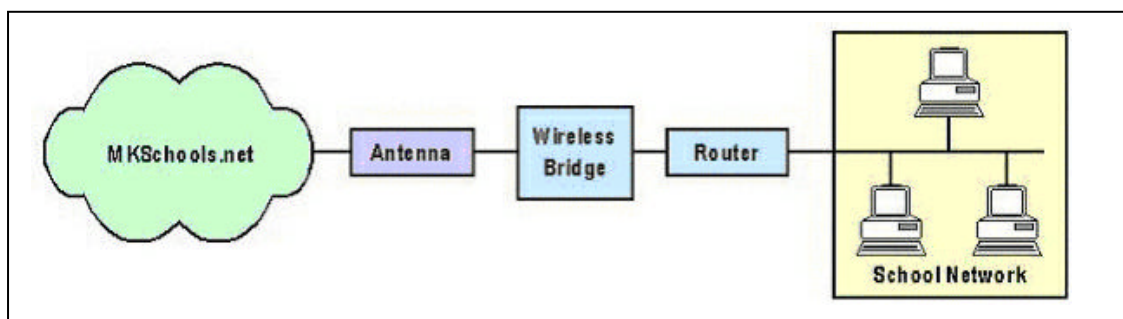 MKSchools.net
Antenna
Wireless
Bridge
Router
School Network